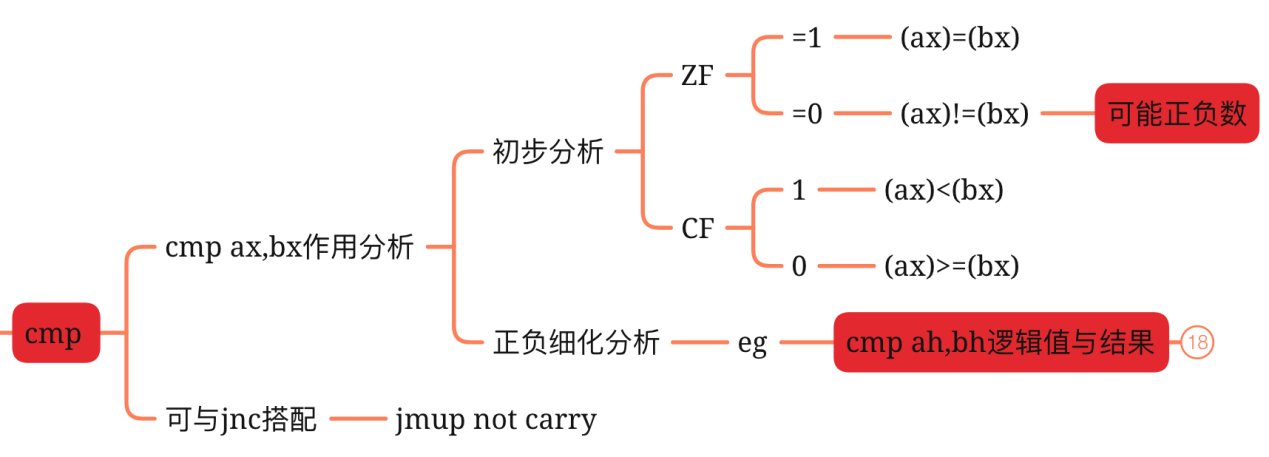 cmp
cmp ax,bx作用分析
初步分析
ZF
=1
(ax)=(bx)
=0
(ax)!=(bx)
可能正负数
CF
1
(ax)<(bx)
0
(ax)>=(bx)
正负细化分析
eg
cmp ah,bh逻辑值与结果
18
可与jnc搭配
jmup not carry